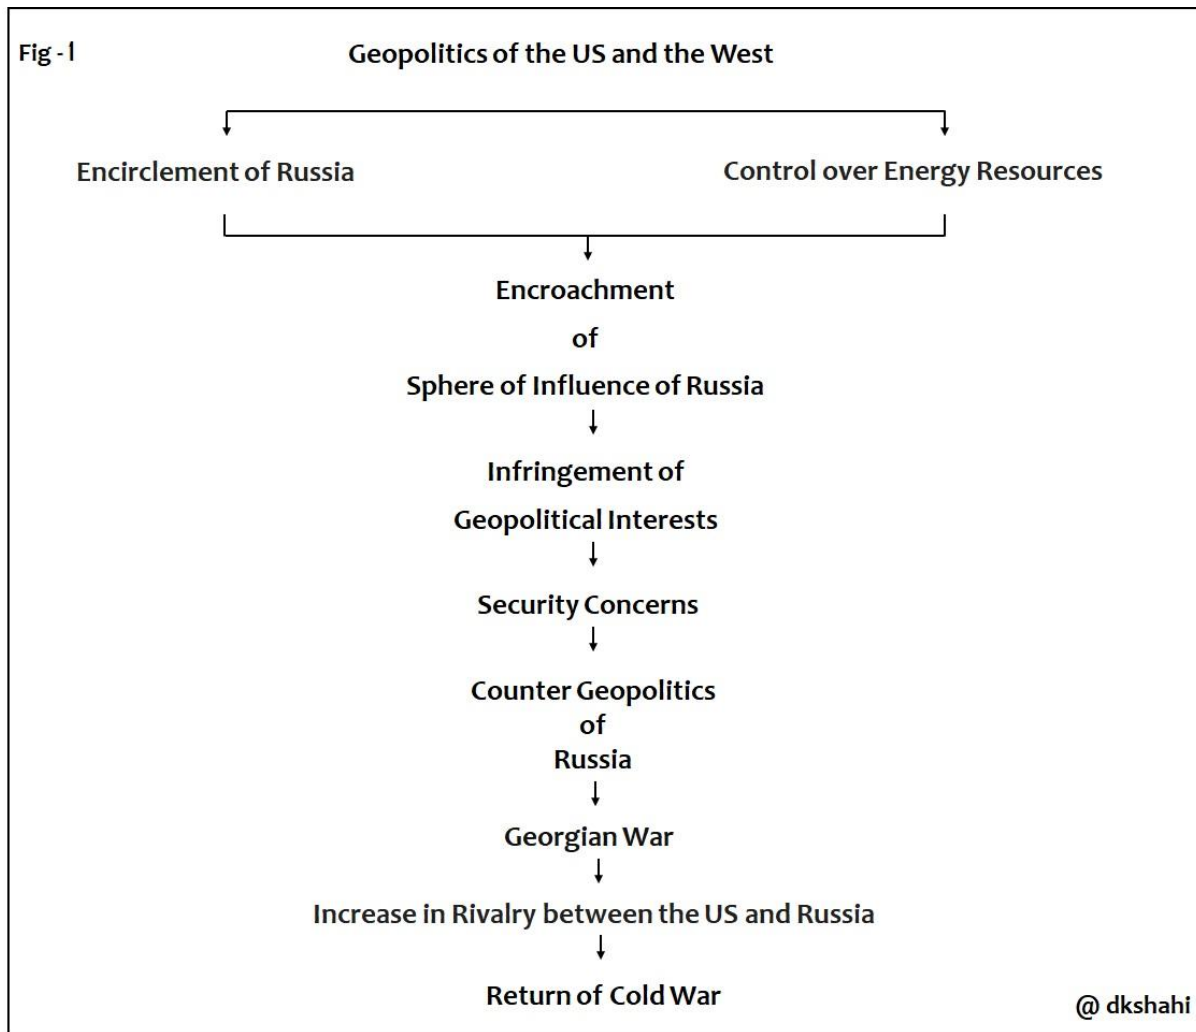 Fig - 1
Geopolitics of the US and the West
Encirclement of Russia
Control over Energy Resources
Encroachment
of
Sphere of Influence of Russia
Infringement of
Geopolitical Interests
Security Concerns
Counter Geopolitics
of
Russia
Georgian War
Increase in Rivalry between the US and Russia
Return of Cold War
@ dkshahi